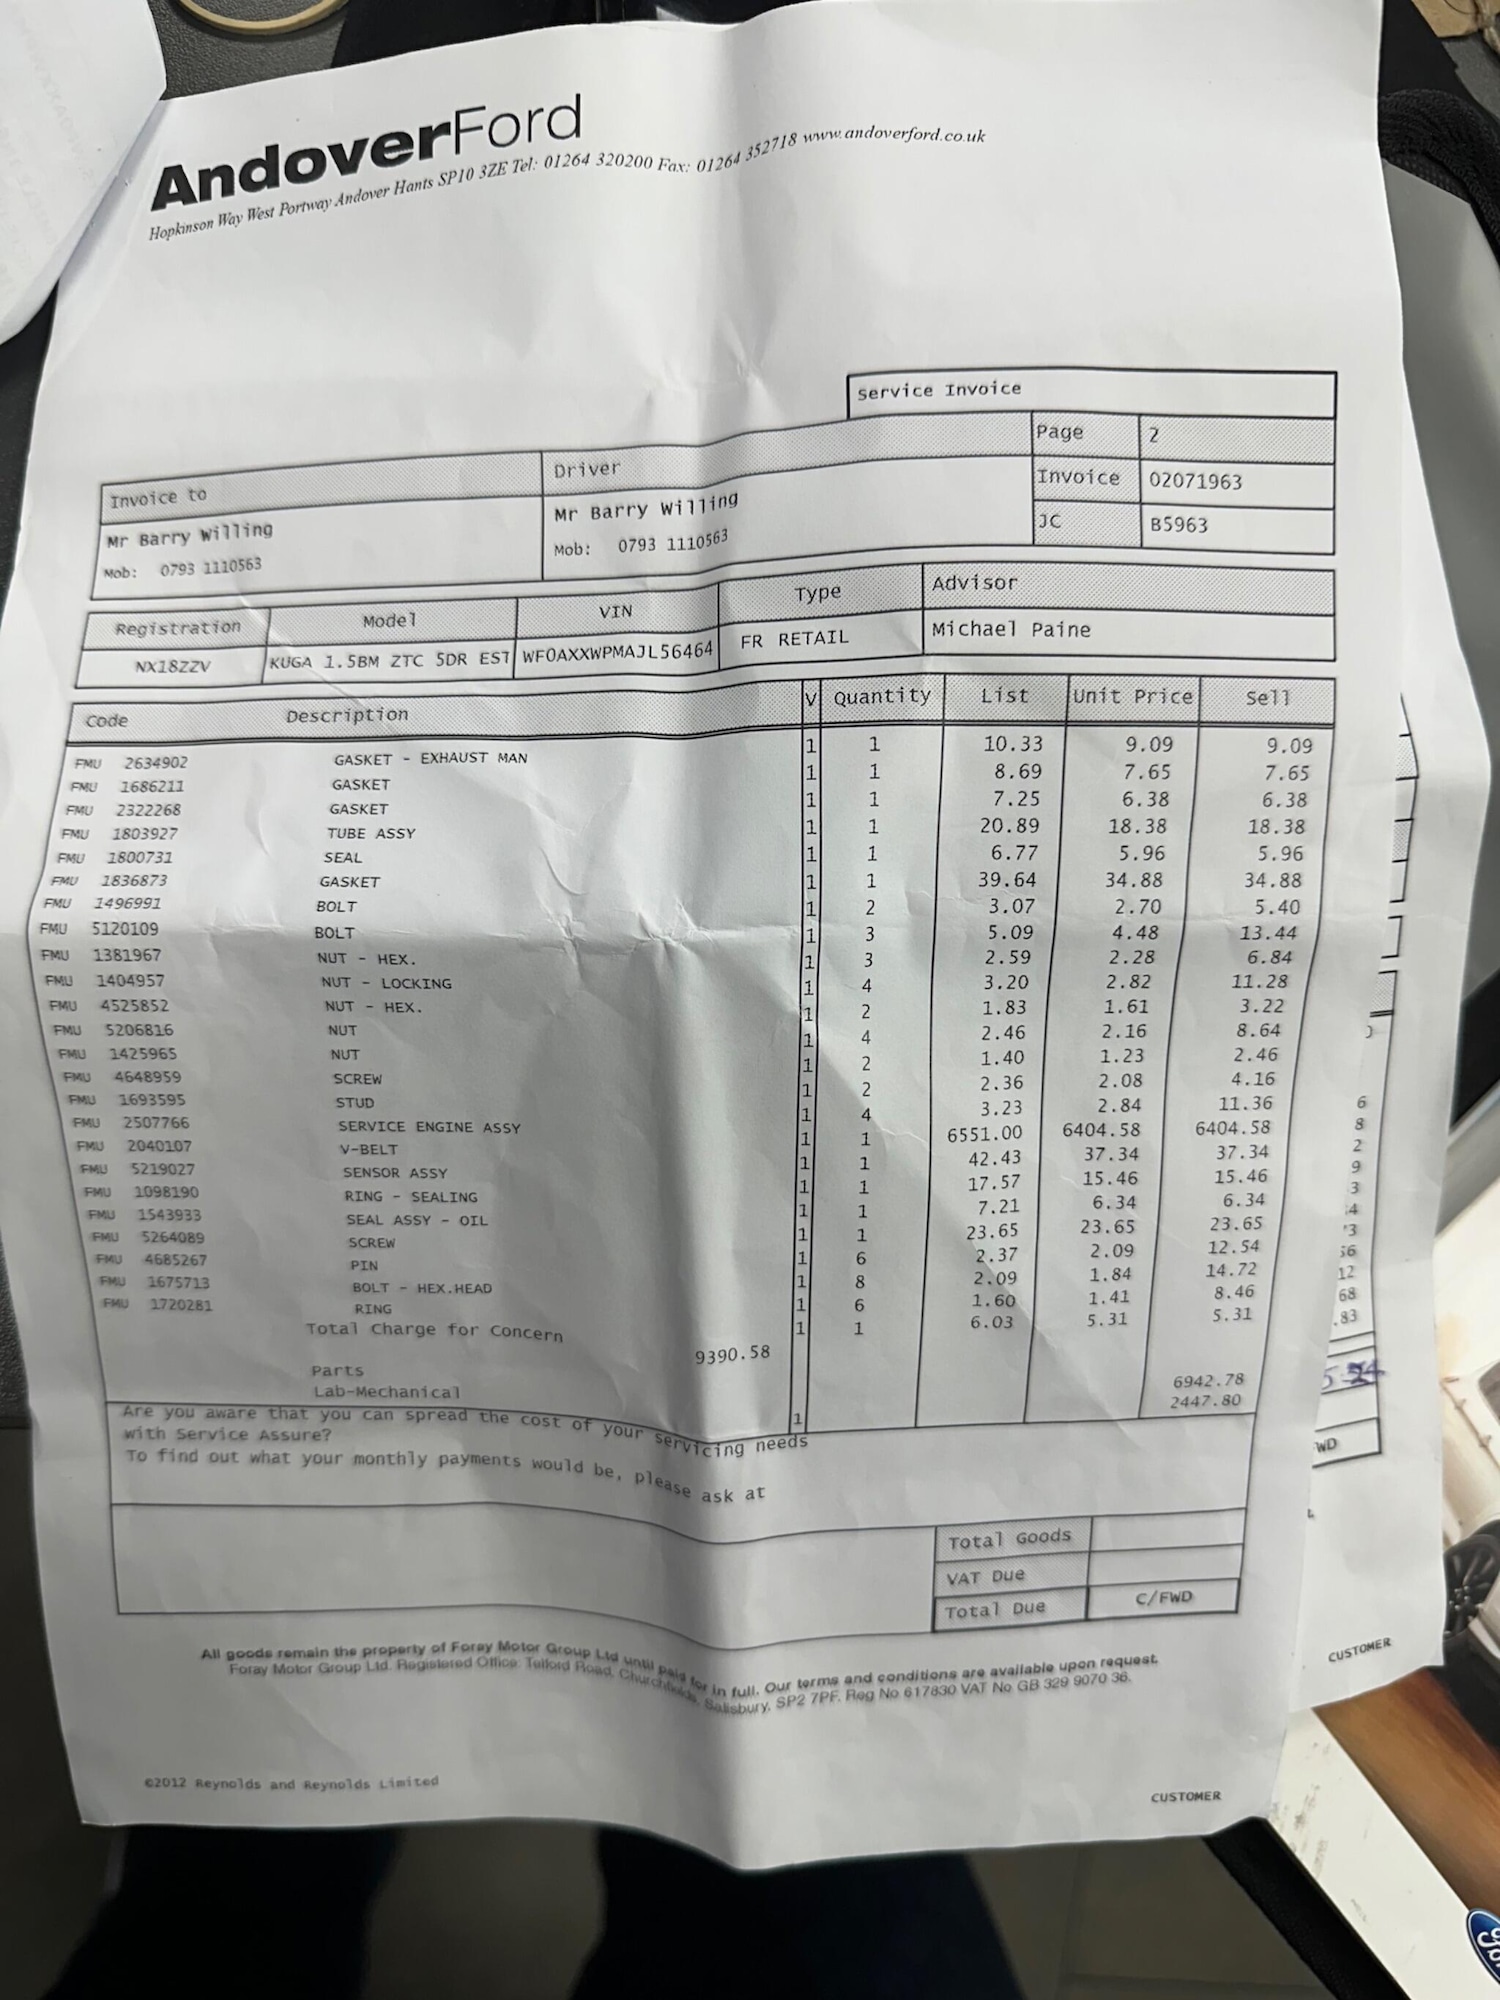 AndoverFord
Hopkinson Way West Portway Andover Hants SP10 3ZE Tel: 01264 320200 Fax: 01264 352718 www.andoverford.co.uk
Service Invoice
Page 2
Invoice to Driver Invoice 02071963
Mr Barry Willing Mr Barry Willing JC B5963
Mob: 0793 1110563 Mob: 0793 1110563
Registration Model VIN Type Advisor
NX18ZZV KUGA 1.5BM ZTC 5DR EST WF0AXXWPMAJL56464 FR RETAIL Michael Paine
Code Description V Quantity List Unit Price Sell
FMU 2634902 GASKET - EXHAUST MAN 1 1 10.33 9.09 9.09
FMU 1686211 GASKET 1 1 8.69 7.65 7.65
FMU 2322268 GASKET 1 1 7.25 6.38 6.38
FMU 1803927 TUBE ASSY 1 1 20.89 18.38 18.38
FMU 1800731 SEAL 1 1 6.77 5.96 5.96
FMU 1836873 GASKET 1 1 39.64 34.88 34.88
FMU 1496991 BOLT 1 2 3.07 2.70 5.40
FMU 5120109 BOLT 1 3 5.09 4.48 13.44
FMU 1381967 NUT - HEX. 1 3 2.59 2.28 6.84
FMU 1404957 NUT - LOCKING 1 4 3.20 2.82 11.28
FMU 4525852 NUT - HEX. 1 2 1.83 1.61 3.22
FMU 5206816 NUT 1 4 2.46 2.16 8.64
FMU 1425965 NUT 1 2 1.40 1.23 2.46
FMU 4648959 SCREW 1 2 2.36 2.08 4.16
FMU 1693595 STUD 1 4 3.23 2.84 11.36
FMU 2507766 SERVICE ENGINE ASSY 1 1 6551.00 6404.58 6404.58
FMU 2040107 V-BELT 1 1 42.43 37.34 37.34
FMU 5219027 SENSOR ASSY 1 1 17.57 15.46 15.46
FMU 1098190 RING - SEALING 1 1 7.21 6.34 6.34
FMU 1543933 SEAL ASSY - OIL 1 1 23.65 23.65 23.65
FMU 5264089 SCREW 1 6 2.37 2.09 12.54
FMU 4685267 PIN 1 8 2.09 1.84 14.72
FMU 1675713 BOLT - HEX.HEAD 1 6 1.60 1.41 8.46
FMU 1720281 RING 1 1 6.03 5.31 5.31
Total Charge for Concern 9390.58
Parts 6942.78
Lab-Mechanical 1 2447.80
Are you aware that you can spread the cost of your servicing needs
with Service Assure?
To find out what your monthly payments would be, please ask at
Total Goods
VAT Due
Total Due C/FWD
All goods remain the property of Foray Motor Group Ltd until paid for in full. Our terms and conditions are available upon request.
Foray Motor Group Ltd. Registered Office: Telford Road, Churchfields, Salisbury, SP2 7PF. Reg No 617830 VAT No GB 329 9070 36.
©2012 Reynolds and Reynolds Limited
CUSTOMER
6
8
2
9
3
4
3
56
12
68
.83
WD
CUSTOMER